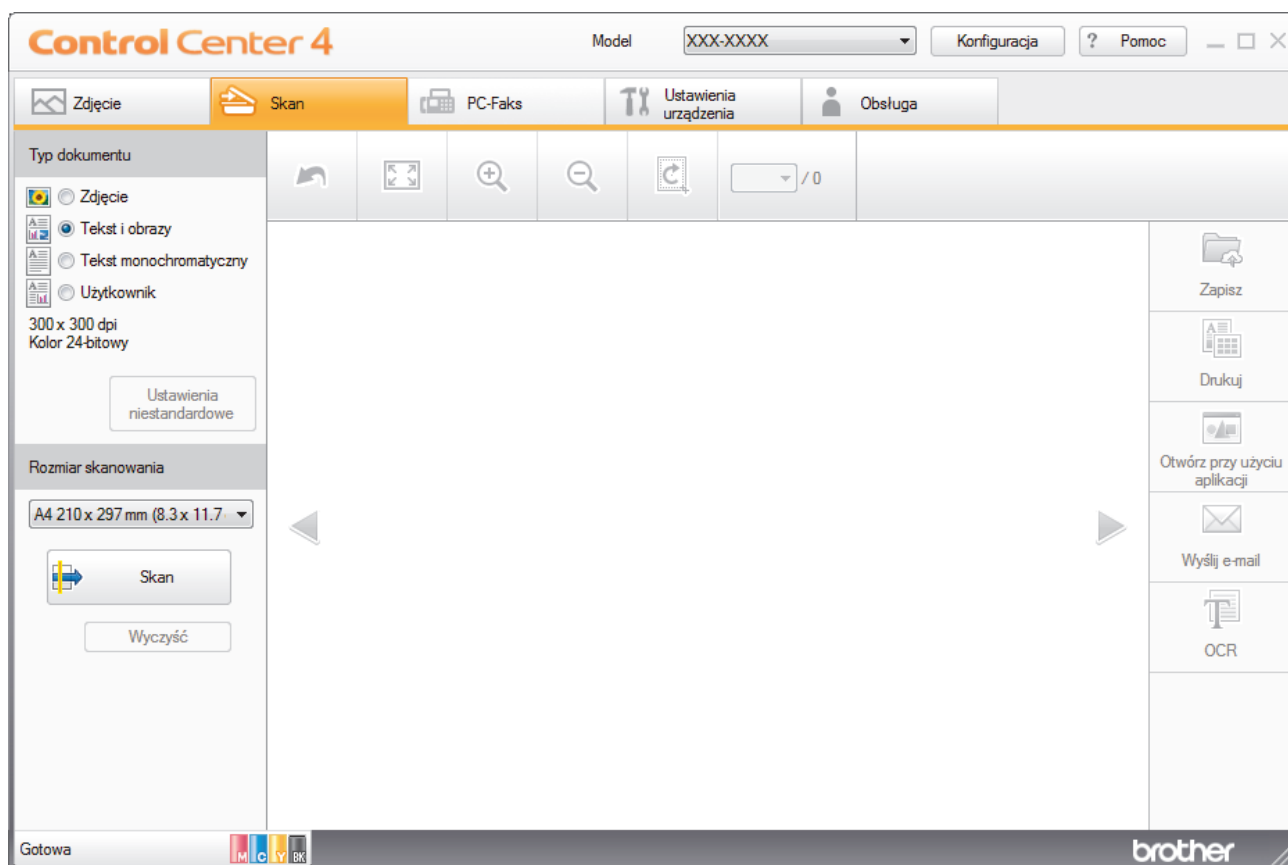 Control Center 4
Model
XXX-XXXX
Konfiguracja
? Pomoc
Zdjęcie
Skan
PC-Faks
Ustawienia
urządzenia
Obsługa
Typ dokumentu
/ 0
Zdjęcie
Tekst i obrazy
Tekst monochromatyczny
Użytkownik
300 x 300 dpi
Kolor 24-bitowy
Ustawienia
niestandardowe
Rozmiar skanowania
A4 210 x 297 mm (8.3 x 11.7
Skan
Wyczyść
Zapisz
Drukuj
Otwórz przy użyciu
aplikacji
Wyślij e-mail
OCR
Gotowa
M C Y BK
brother